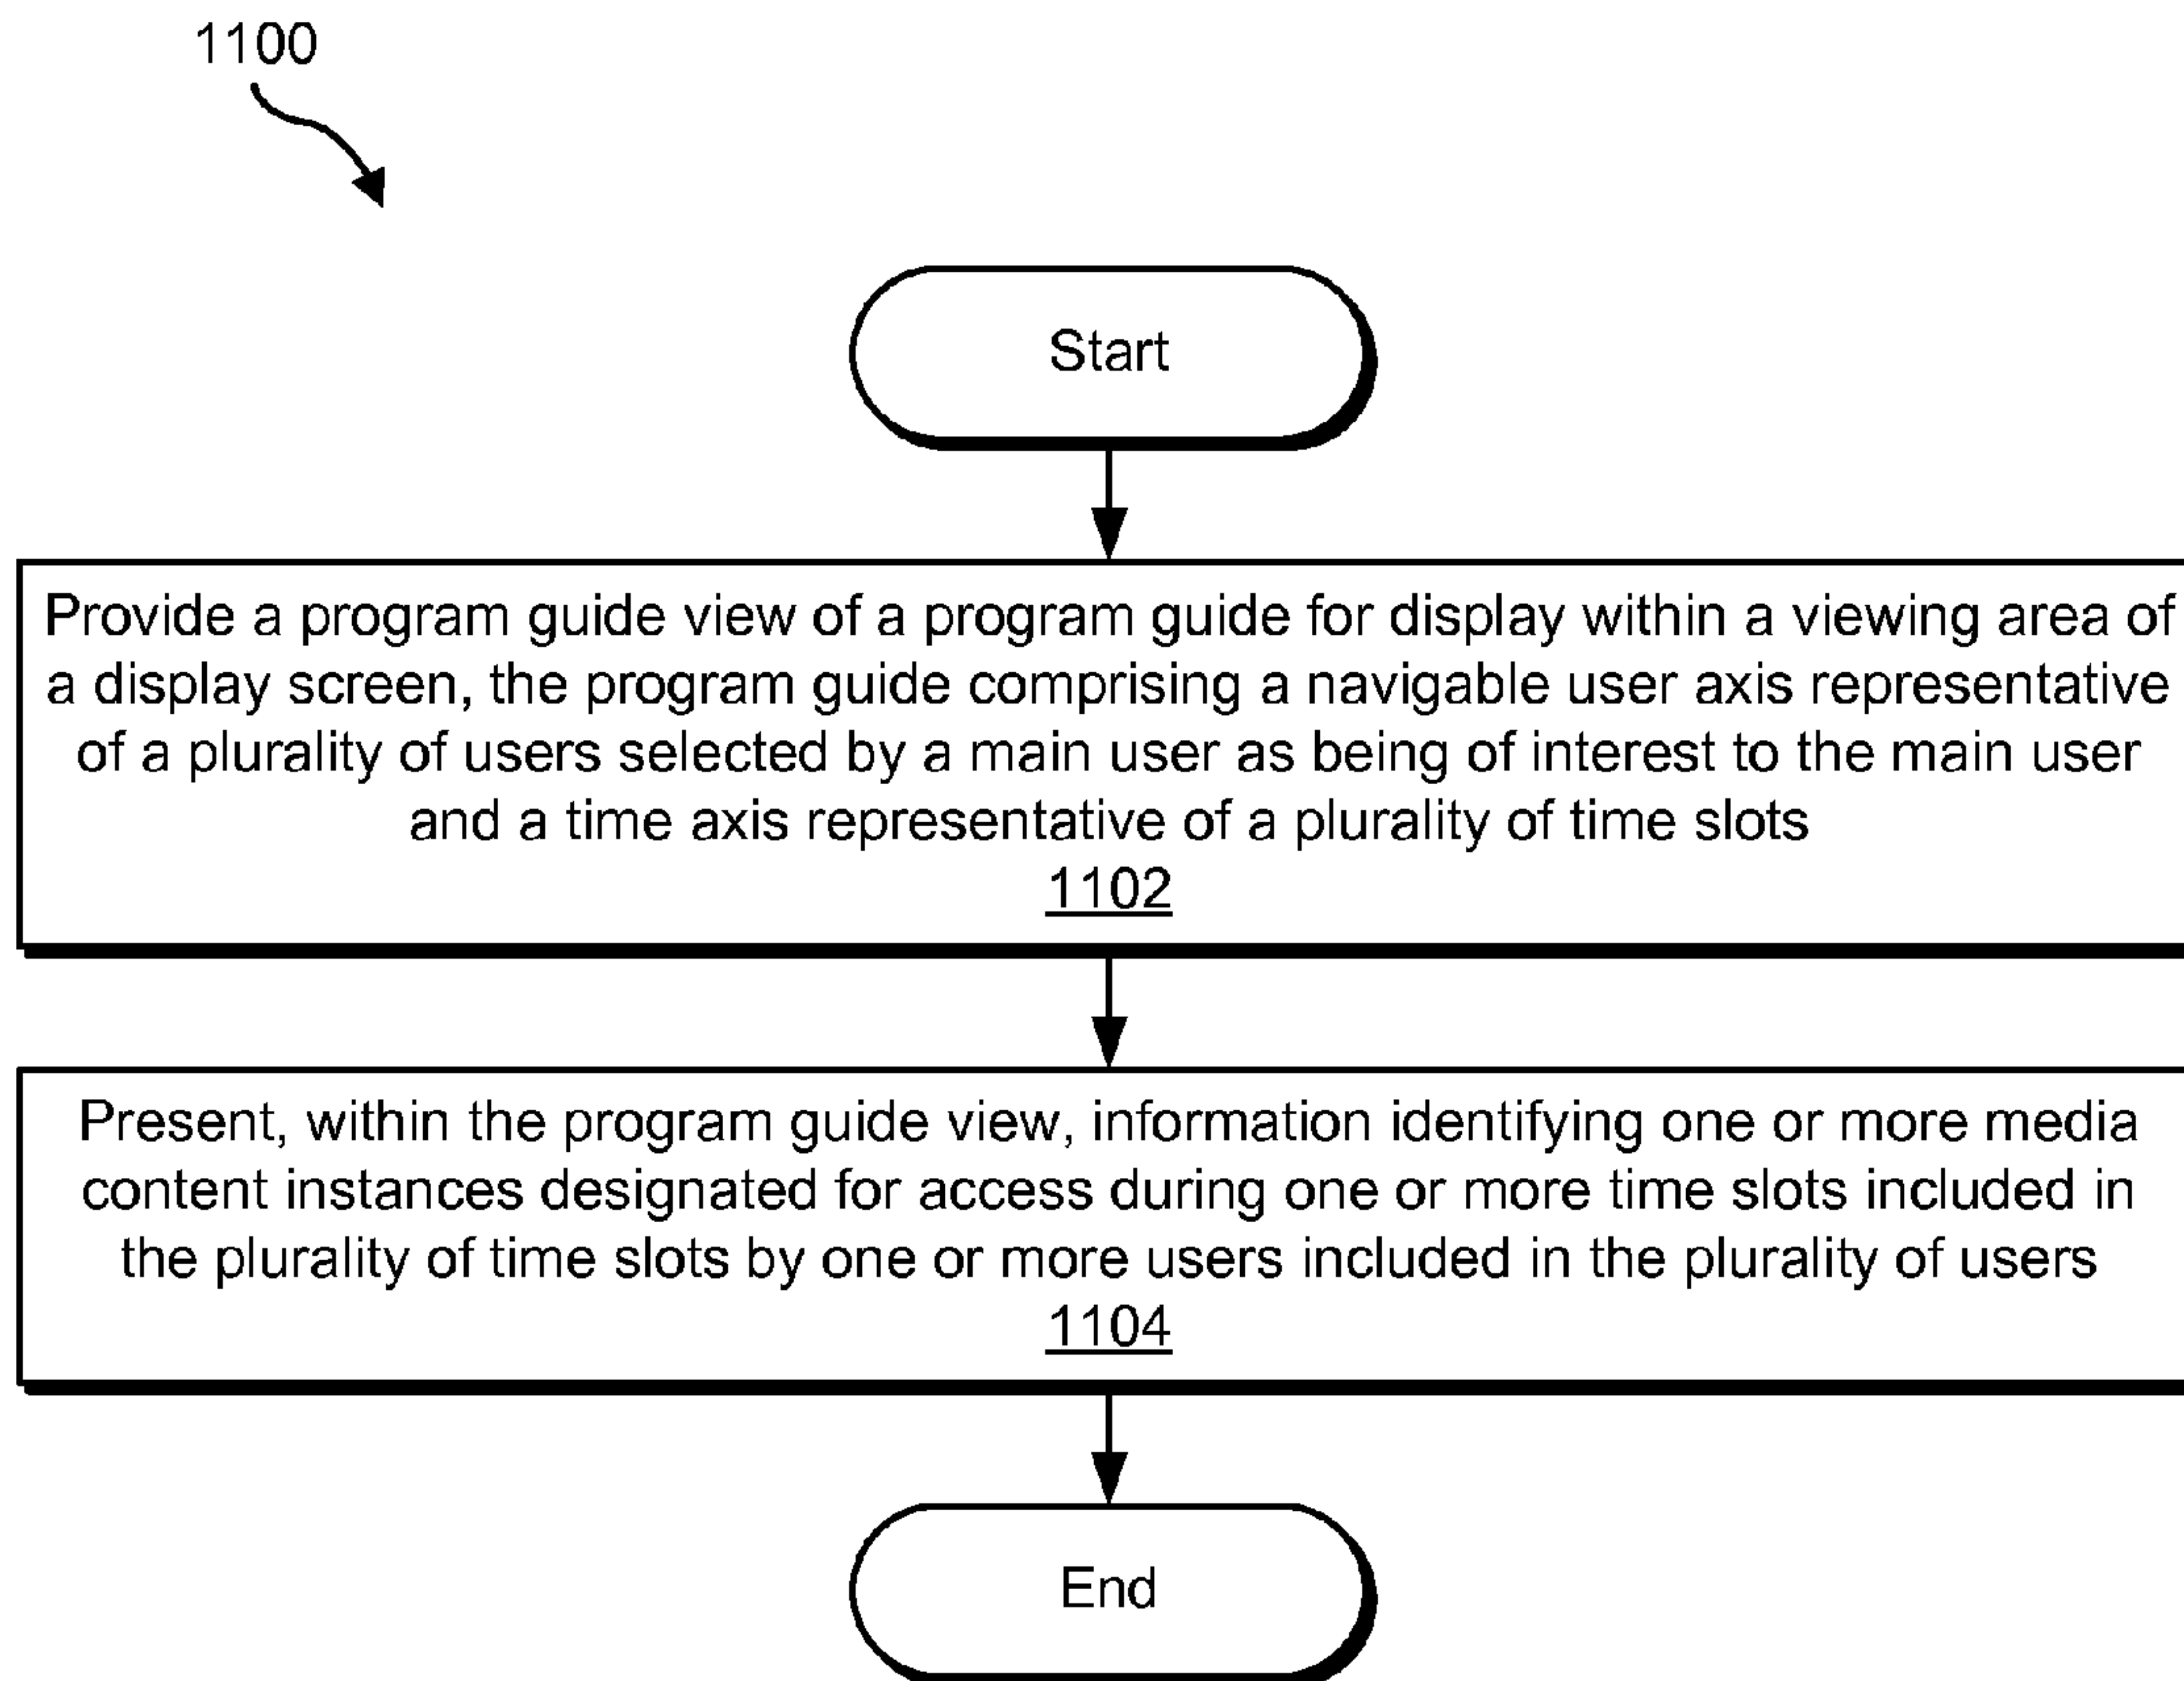 1100
Start
Provide a program guide view of a program guide for display within a viewing area of
a display screen, the program guide comprising a navigable user axis representative
of a plurality of users selected by a main user as being of interest to the main user
and a time axis representative of a plurality of time slots
1102
Present, within the program guide view, information identifying one or more media
content instances designated for access during one or more time slots included in
the plurality of time slots by one or more users included in the plurality of users
1104
End